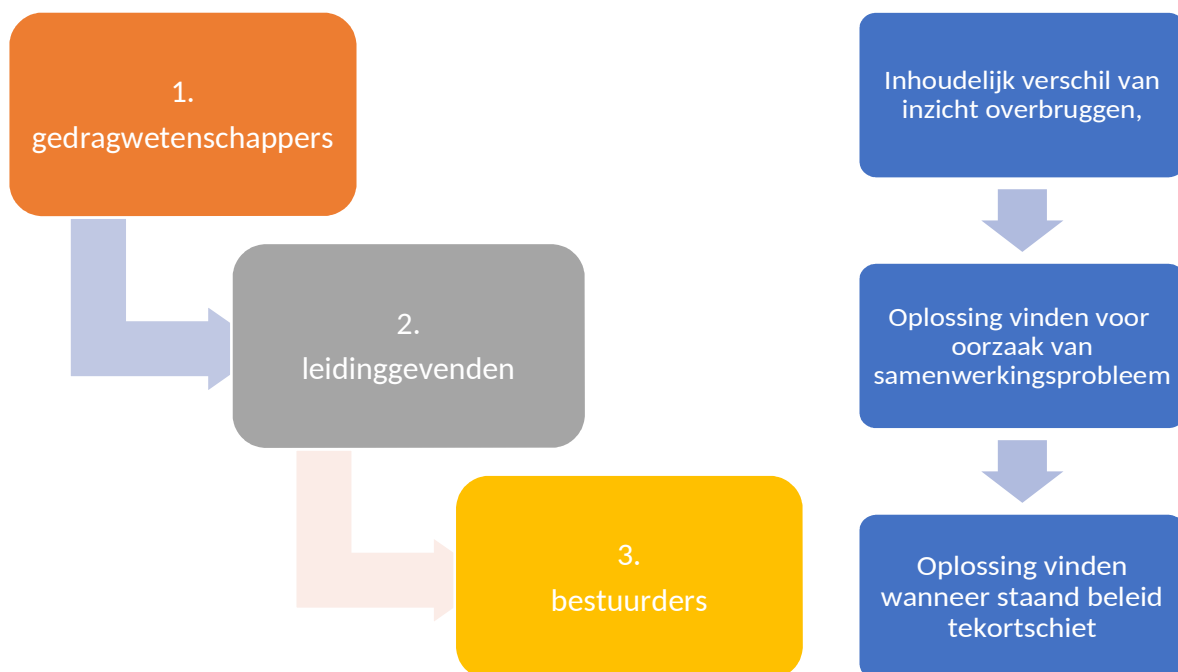 1.
gedragwetenschappers
Inhoudelijk verschil van
inzicht overbruggen,
2.
leidinggevenden
Oplossing vinden voor
oorzaak van
samenwerkingsprobleem
3.
bestuurders
Oplossing vinden
wanneer staand beleid
tekortschiet